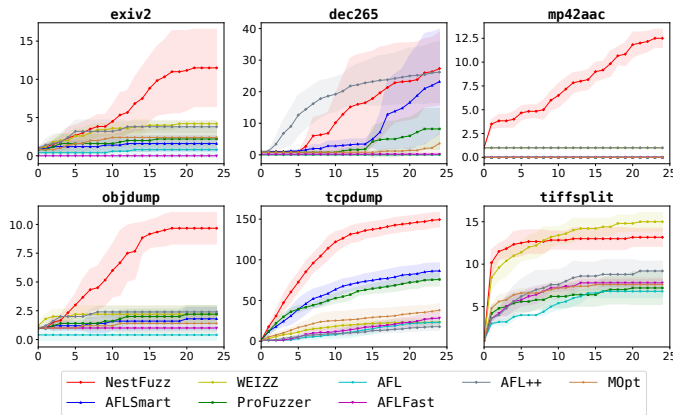 exiv2 dec265 mp42aac
15
10
5
0
0 5 10 15 20 25
40
30
20
10
0
0 5 10 15 20 25
12.5
10.0
7.5
5.0
2.5
0.0
0 5 10 15 20 25
objdump tcpdump tiffsplit
10.0
7.5
5.0
2.5
0.0
0 5 10 15 20 25
150
100
50
0
0 5 10 15 20 25
15
10
5
0
0 5 10 15 20 25
NestFuzz WEIZZ AFL AFL++ MOpt
AFLSmart ProFuzzer AFLFast